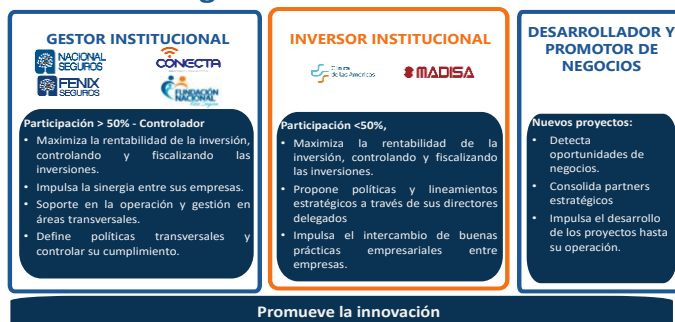 GESTOR INSTITUCIONAL
NACIONAL
SEGUROS
CONECTA
FENIX
SEGUROS
FUNDACIÓN
NACIONAL
Participación > 50% - Controlador
• Maximiza la rentabilidad de la inversión,
controlando y fiscalizando las
inversiones.
• Impulsa la sinergia entre sus empresas.
• Soporte en la operación y gestión en
áreas transversales.
• Define políticas transversales y
controlar su cumplimiento.
INVERSOR INSTITUCIONAL
de las Américas
MADISA
Participación <50%,
• Maximiza la rentabilidad de la
inversión, controlando y fiscalizando
las inversiones.
• Propone políticas y lineamientos
estratégicos a través de sus directores
delegados
• Impulsa el intercambio de buenas
prácticas empresariales entre
empresas.
DESARROLLADOR Y
PROMOTOR DE
NEGOCIOS
Nuevos proyectos:
• Detecta
oportunidades de
negocios.
• Consolida partners
estratégicos
• Impulsa el desarrollo
de los proyectos hasta
su operación.
Promueve la innovación